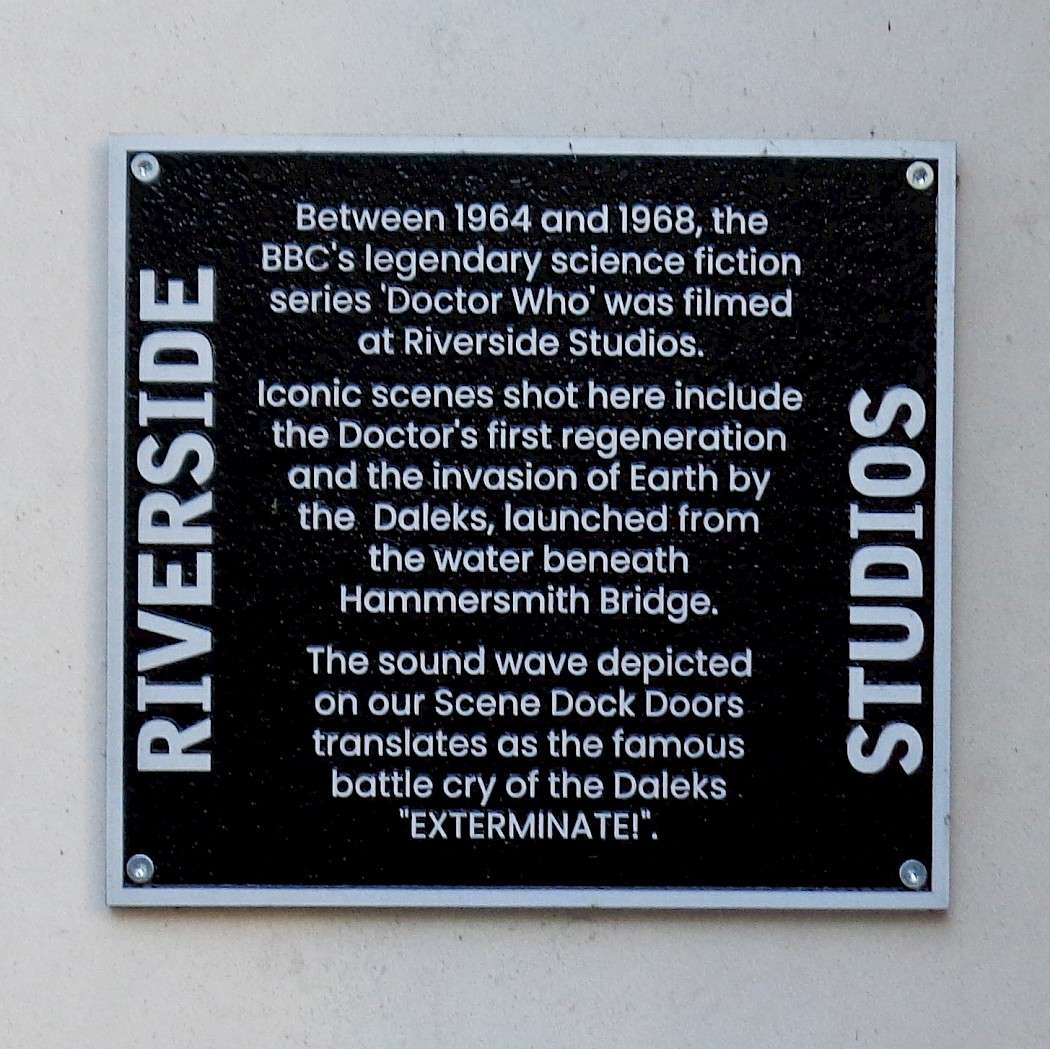 RIVERSIDE
Between 1964 and 1968, the
BBC's legendary science fiction
series 'Doctor Who' was filmed
at Riverside Studios.
Iconic scenes shot here include
the Doctor's first regeneration
and the invasion of Earth by
the Daleks, launched from
the water beneath
Hammersmith Bridge.
The sound wave depicted
on our Scene Dock Doors
translates as the famous
battle cry of the Daleks
"EXTERMINATE!".
STUDIOS